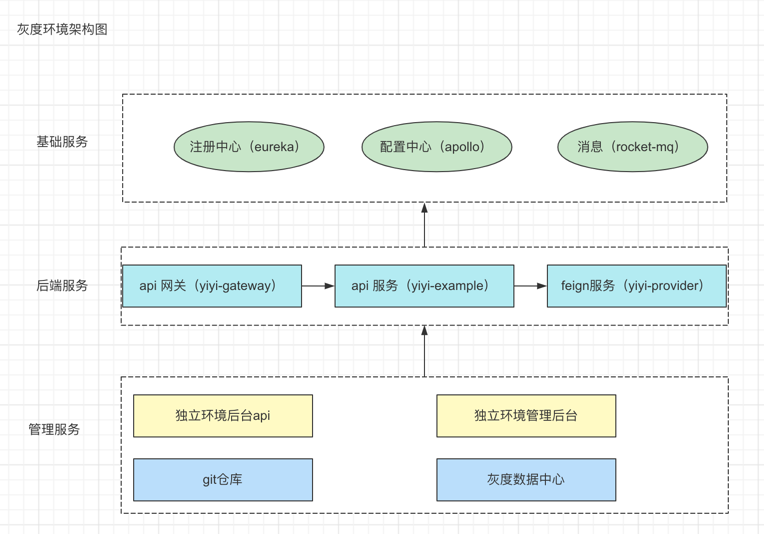 灰度环境架构图
基础服务
注册中心（eureka）
配置中心（apollo）
消息（rocket-mq）
后端服务
api 网关（yiyi-gateway）
api 服务（yiyi-example）
feign服务（yiyi-provider）
管理服务
独立环境后台api
独立环境管理后台
git仓库
灰度数据中心